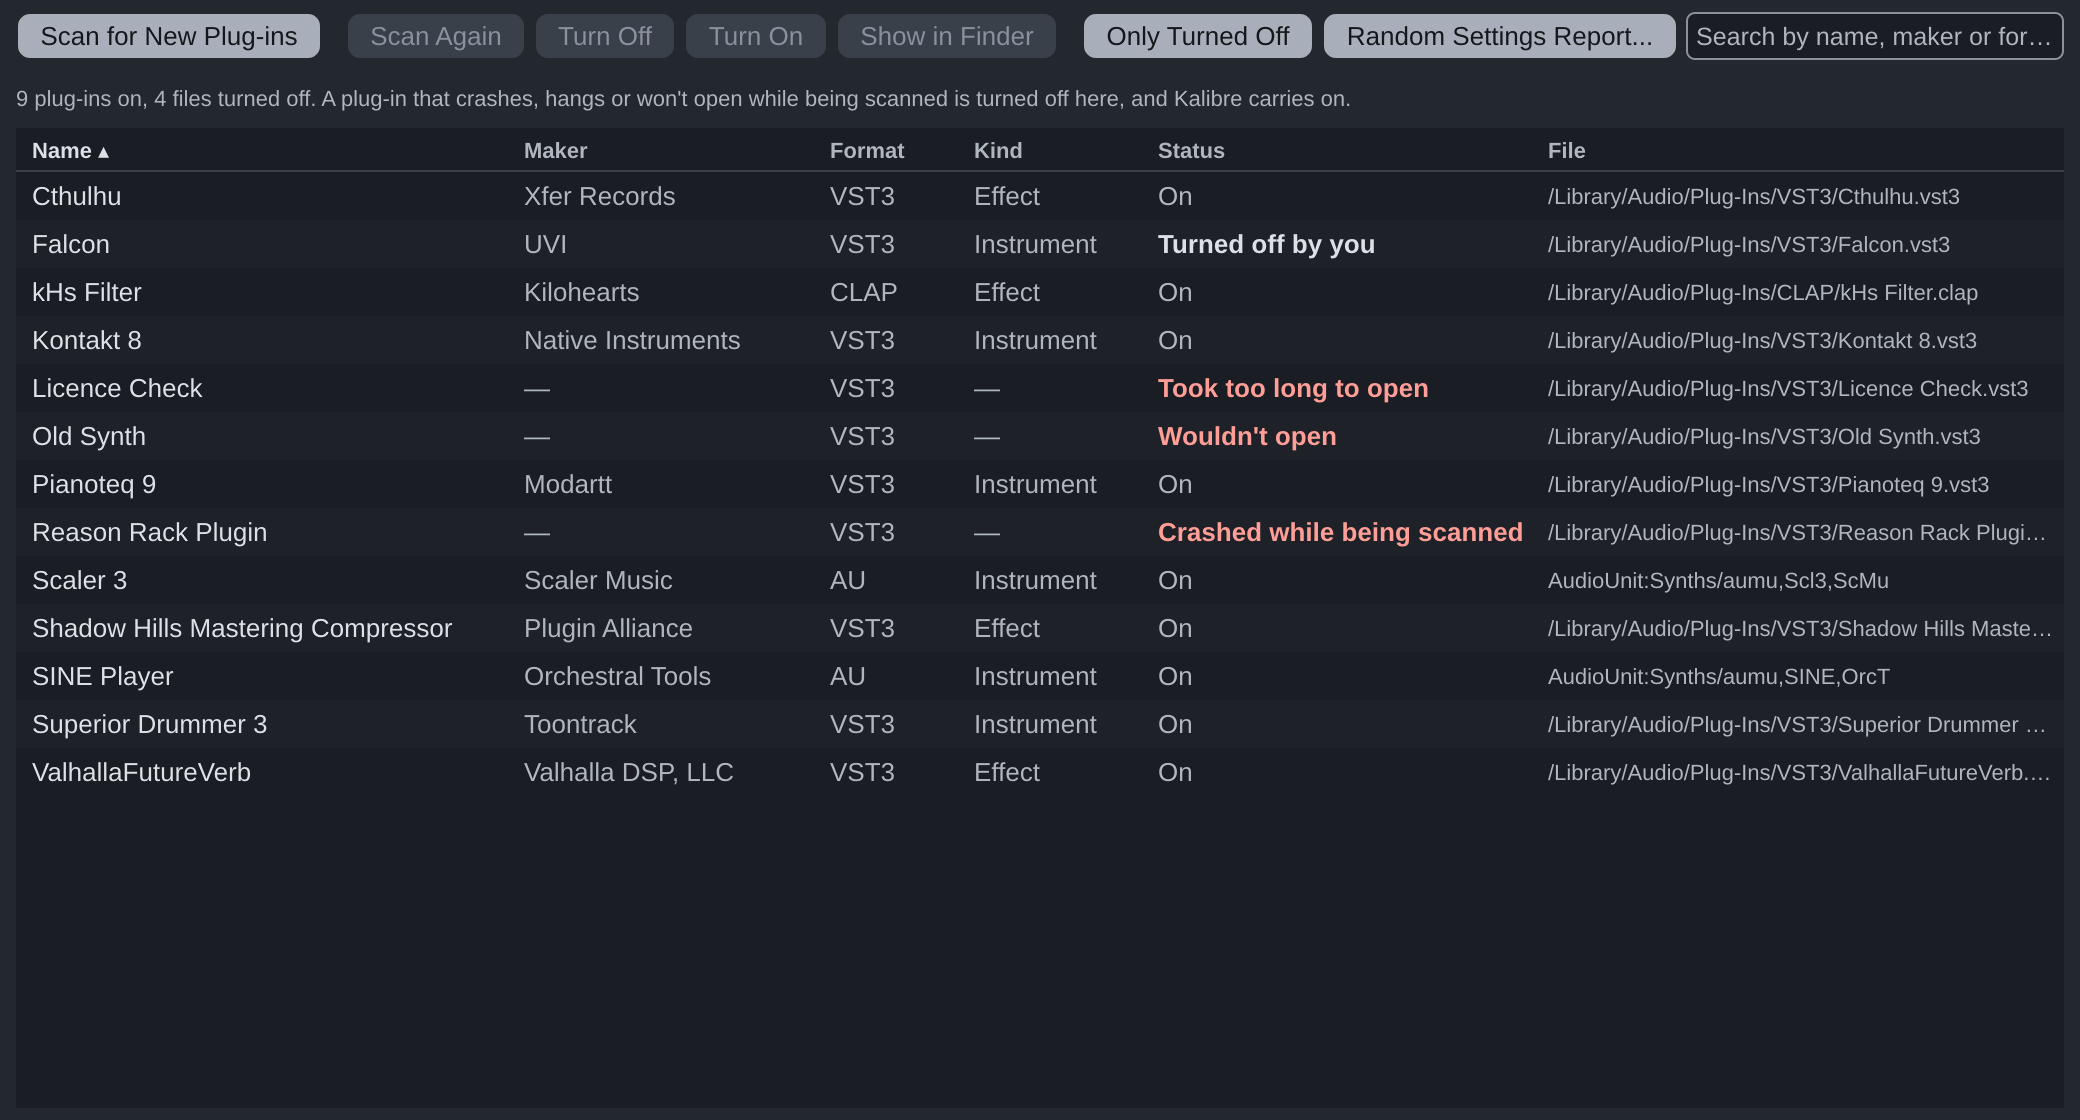 Scan for New Plug-ins Scan Again Turn Off Turn On Show in Finder Only Turned Off Random Settings Report... Search by name, maker or for…
9 plug-ins on, 4 files turned off. A plug-in that crashes, hangs or won't open while being scanned is turned off here, and Kalibre carries on.
Name ▴ Maker Format Kind Status File
Cthulhu Xfer Records VST3 Effect On /Library/Audio/Plug-Ins/VST3/Cthulhu.vst3
Falcon UVI VST3 Instrument Turned off by you /Library/Audio/Plug-Ins/VST3/Falcon.vst3
kHs Filter Kilohearts CLAP Effect On /Library/Audio/Plug-Ins/CLAP/kHs Filter.clap
Kontakt 8 Native Instruments VST3 Instrument On /Library/Audio/Plug-Ins/VST3/Kontakt 8.vst3
Licence Check — VST3 — Took too long to open /Library/Audio/Plug-Ins/VST3/Licence Check.vst3
Old Synth — VST3 — Wouldn't open /Library/Audio/Plug-Ins/VST3/Old Synth.vst3
Pianoteq 9 Modartt VST3 Instrument On /Library/Audio/Plug-Ins/VST3/Pianoteq 9.vst3
Reason Rack Plugin — VST3 — Crashed while being scanned /Library/Audio/Plug-Ins/VST3/Reason Rack Plugi…
Scaler 3 Scaler Music AU Instrument On AudioUnit:Synths/aumu,Scl3,ScMu
Shadow Hills Mastering Compressor Plugin Alliance VST3 Effect On /Library/Audio/Plug-Ins/VST3/Shadow Hills Maste…
SINE Player Orchestral Tools AU Instrument On AudioUnit:Synths/aumu,SINE,OrcT
Superior Drummer 3 Toontrack VST3 Instrument On /Library/Audio/Plug-Ins/VST3/Superior Drummer …
ValhallaFutureVerb Valhalla DSP, LLC VST3 Effect On /Library/Audio/Plug-Ins/VST3/ValhallaFutureVerb.…